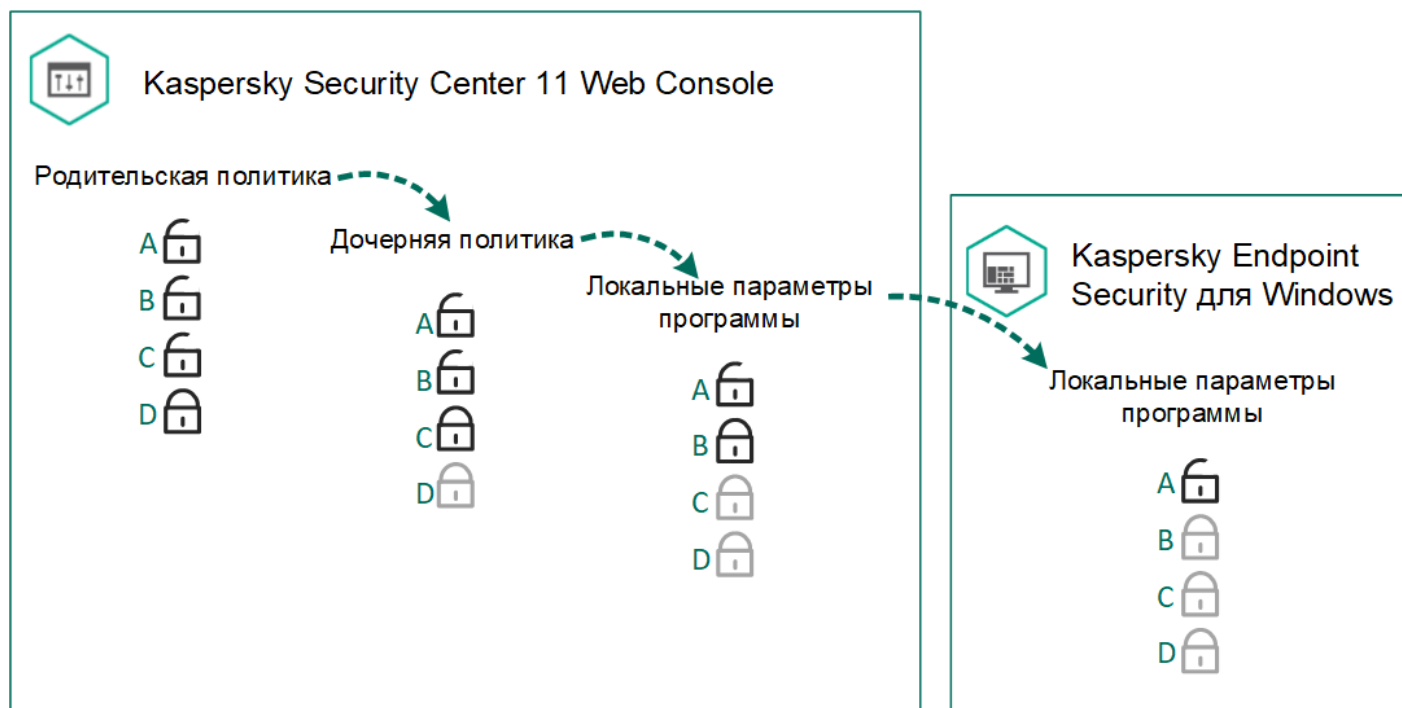 Kaspersky Security Center 11 Web Console
Родительская политика
A
B
C
D
Дочерняя политика
A
B
C
D
Локальные параметры
программы
A
B
C
D
Kaspersky Endpoint
Security для Windows
Локальные параметры
программы
A
B
C
D